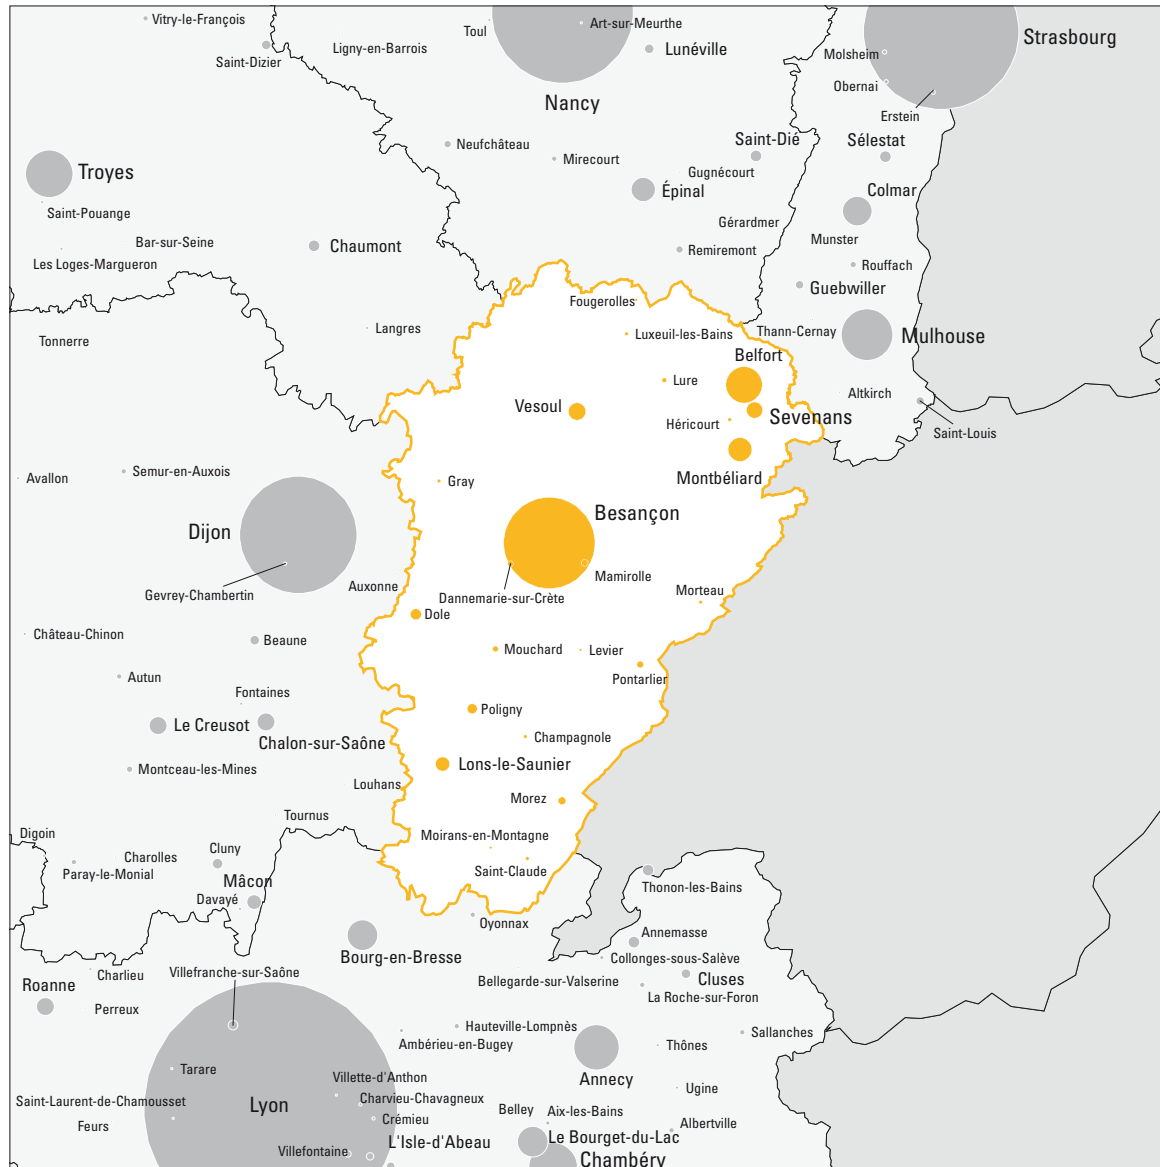 Vitry-le-François
Toul
Art-sur-Meurthe
Strasbourg
Ligny-en-Barrois
Lunéville
Molsheim
Saint-Dizier
Obernai
Nancy
Erstein
Neufchâteau
Saint-Dié
Sélestat
Mirecourt
Troyes
Gugnécourt
Épinal
Colmar
Saint-Pouange
Gérardmer
Bar-sur-Seine
Chaumont
Munster
Les Loges-Margueron
Remiremont
Rouffach
Guebwiller
Fougerolles
Langres
Luxeuil-les-Bains
Thann-Cernay
Mulhouse
Tonnerre
Belfort
Lure
Altkirch
Vesoul
Sevenans
Héricourt
Saint-Louis
Semur-en-Auxois
Avallon
Gray
Montbéliard
Besançon
Dijon
Mamirolle
Auxonne
Gevrey-Chambertin
Dannemarie-sur-Crète
Morteau
Dole
Château-Chinon
Beaune
Mouchard
Levier
Autun
Pontarlier
Fontaines
Poligny
Le Creusot
Chalon-sur-Saône
Champagnole
Montceau-les-Mines
Lons-le-Saunier
Louhans
Morez
Tournus
Digoin
Moirans-en-Montagne
Cluny
Charolles
Paray-le-Monial
Saint-Claude
Mâcon
Thonon-les-Bains
Davayé
Oyonnax
Annemasse
Bourg-en-Bresse
Collonges-sous-Salève
Charlieu
Villefranche-sur-Saône
Roanne
Bellegarde-sur-Valserine
Cluses
La Roche-sur-Foron
Perreux
Hauteville-Lompnès
Sallanches
Ambérieu-en-Bugey
Thônes
Tarare
Villette-d'Anthon
Annecy
Ugine
Saint-Laurent-de-Chamousset
Lyon
Charvieu-Chavagneux
Belley
Aix-les-Bains
Feurs
Crémieu
Albertville
L'Isle-d'Abeau
Le Bourget-du-Lac
Villefontaine
Chambéry